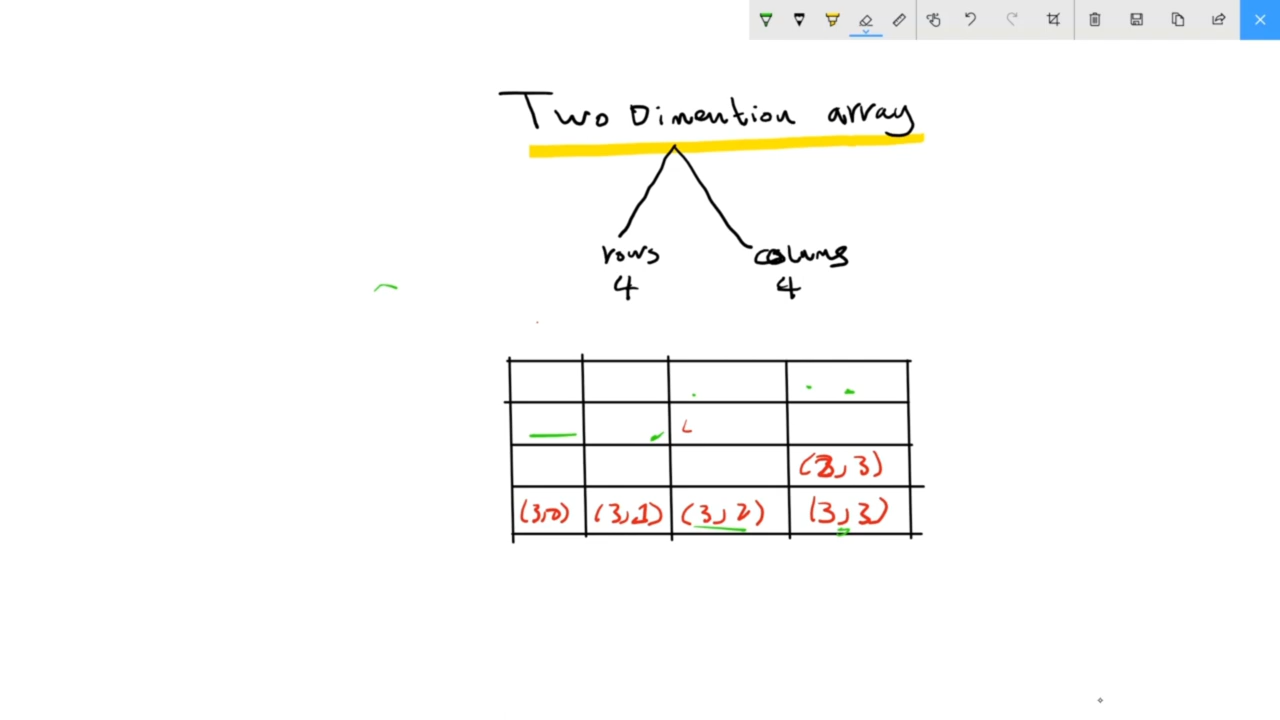 Two Dimention array
rows colums
4 4
(3,3)
(3,0) (3,1) (3,2) (3,3)